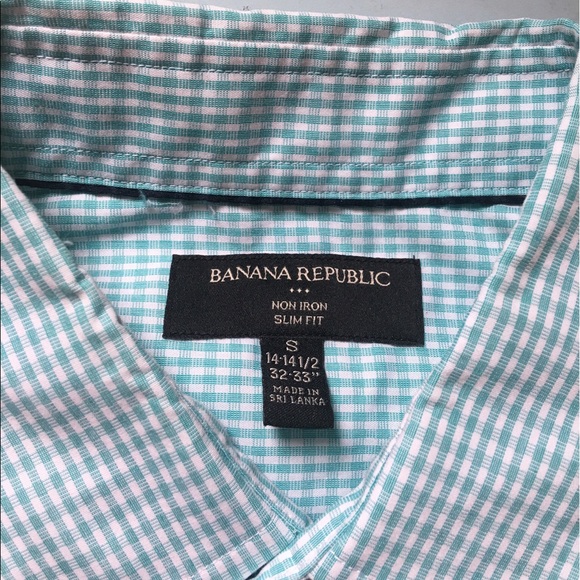 BANANA REPUBLIC
NON IRON
SLIM FIT
S
14-14 1/2
32-33"
MADE IN
SRI LANKA